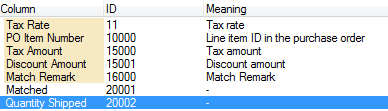 Column ID Meaning
Tax Rate 11 Tax rate
PO Item Number 10000 Line item ID in the purchase order
Tax Amount 15000 Tax amount
Discount Amount 15001 Discount amount
Match Remark 16000 Match Remark
Matched 20001 -
Quantity Shipped 20002 -